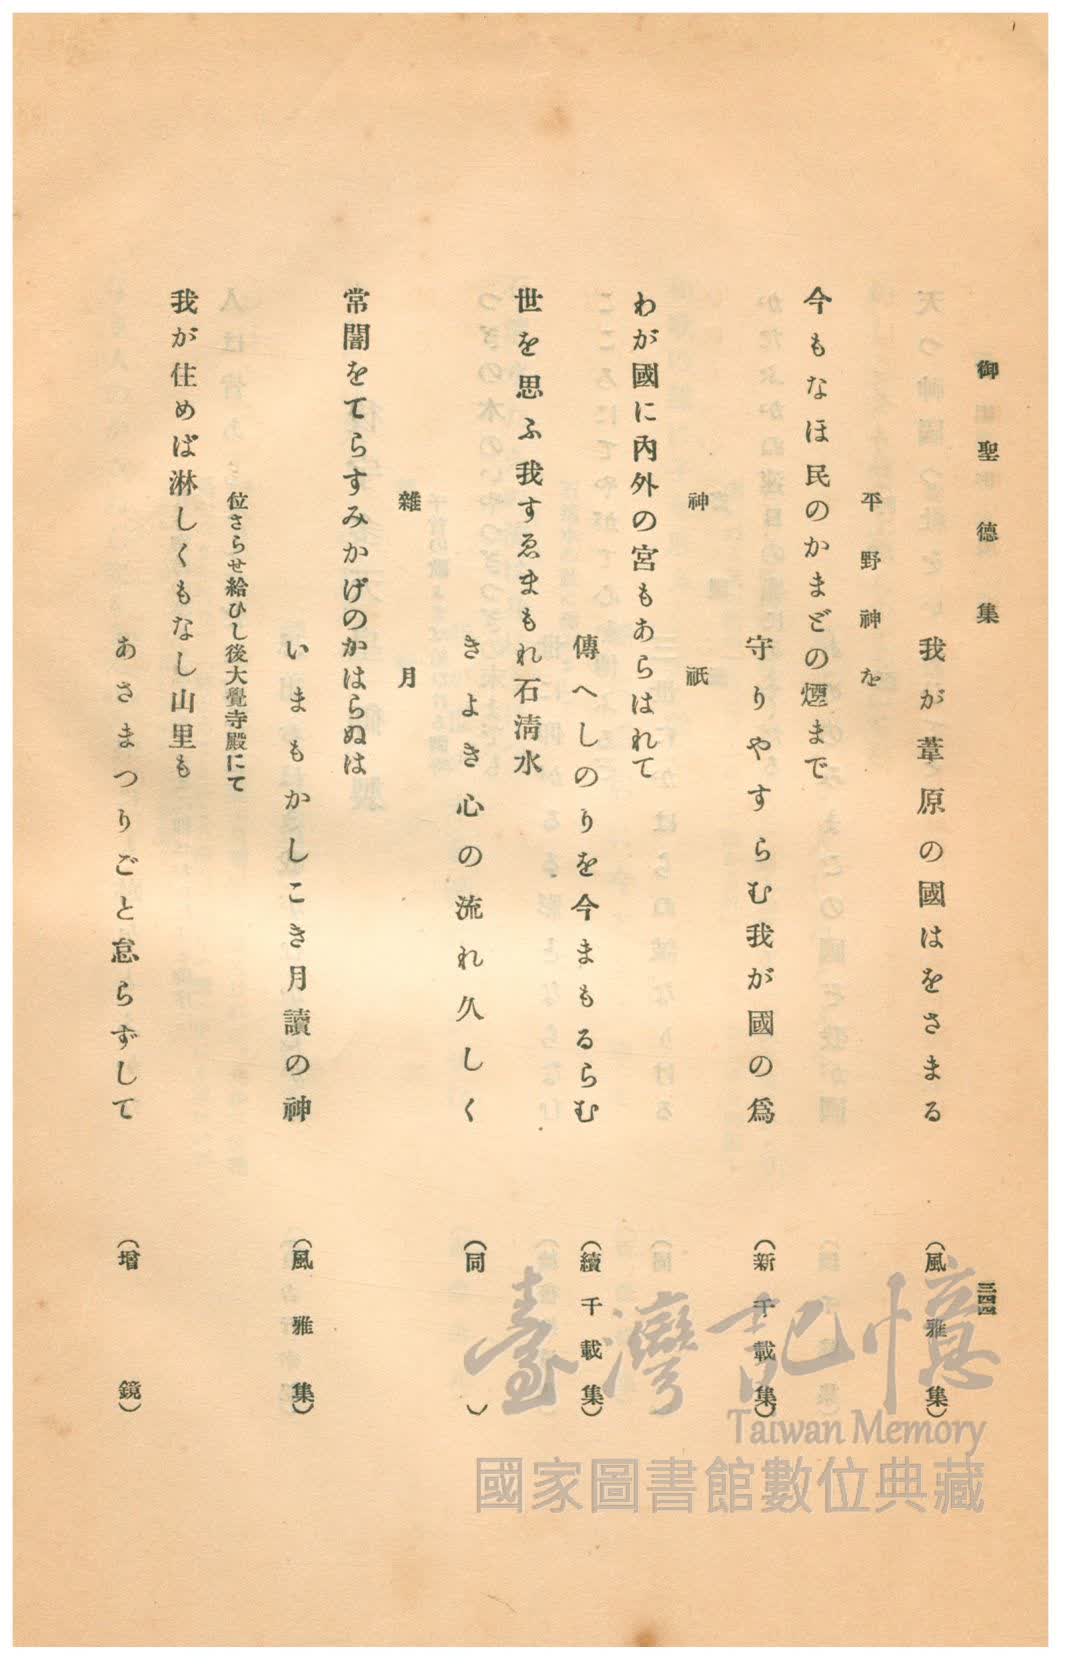 御聖德集
三四四
我が葦原の國はをさまる
（風雅集）
平野神を
今もなほ民のかまどの煙まで
守りやすらむ我が國の爲
（新千載集）
神祇
わが國に內外の宮もあらはれて
傳へしのりを今まもるらむ
（續千載集）
世を思ふ我すゑまもれ石淸水
きよき心の流れ久しく
（同）
雜月
常闇をてらすみかげのかはらぬは
いまもかしこき月讀の神
（風雅集）
位さらせ給ひし後大覺寺殿にて
我が住めば淋しくもなし山里も
あさまつりごと怠らずして
（增鏡）
臺灣記憶
Taiwan Memory
國家圖書館數位典藏